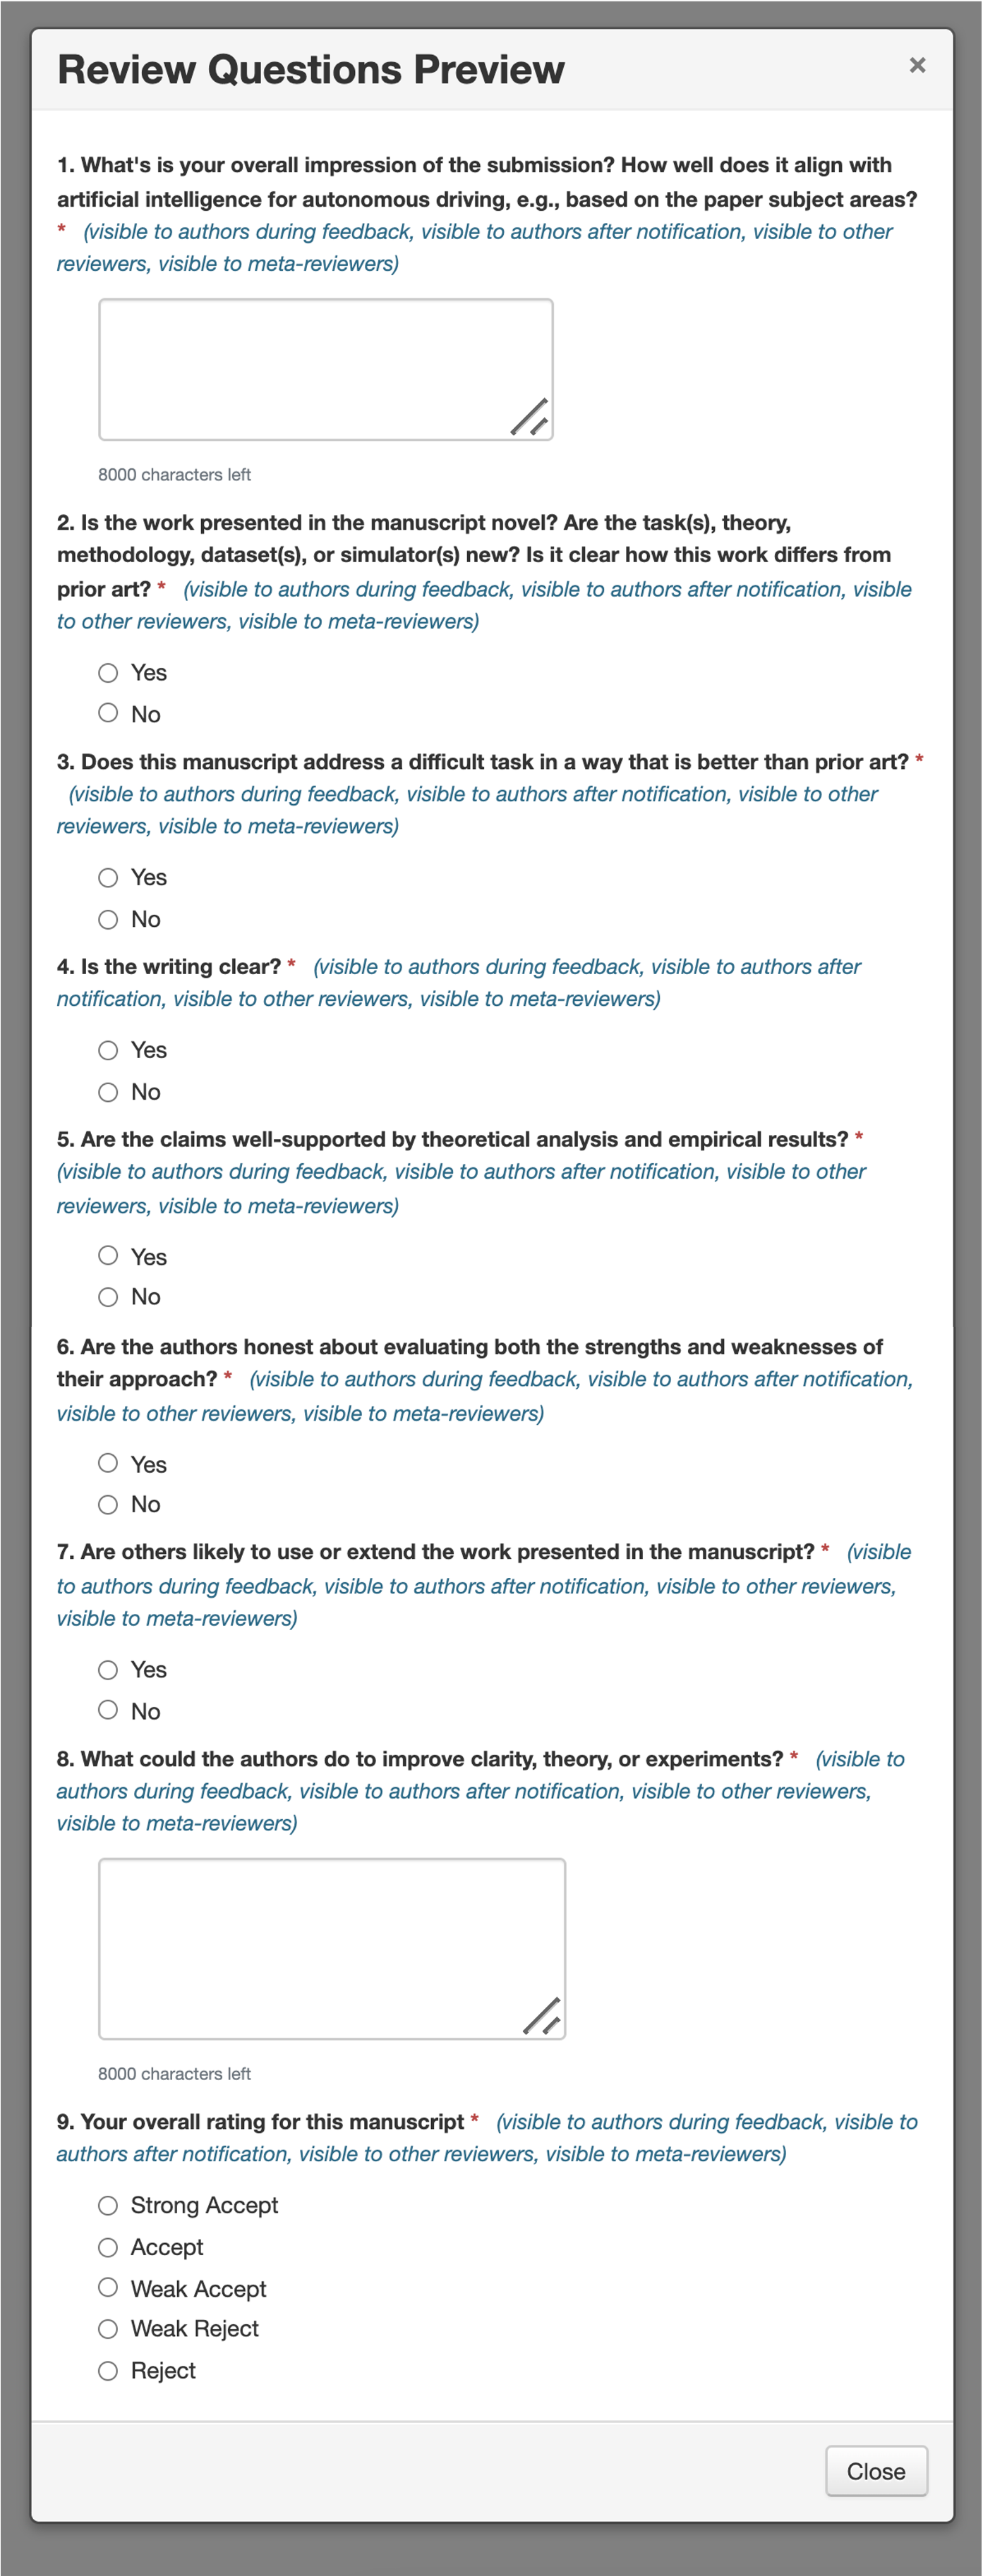 Review Questions Preview
×
1. What's is your overall impression of the submission? How well does it align with
artificial intelligence for autonomous driving, e.g., based on the paper subject areas?
* (visible to authors during feedback, visible to authors after notification, visible to other
reviewers, visible to meta-reviewers)
8000 characters left
2. Is the work presented in the manuscript novel? Are the task(s), theory,
methodology, dataset(s), or simulator(s) new? Is it clear how this work differs from
prior art? * (visible to authors during feedback, visible to authors after notification, visible
to other reviewers, visible to meta-reviewers)
Yes
No
3. Does this manuscript address a difficult task in a way that is better than prior art? *
(visible to authors during feedback, visible to authors after notification, visible to other
reviewers, visible to meta-reviewers)
Yes
No
4. Is the writing clear? * (visible to authors during feedback, visible to authors after
notification, visible to other reviewers, visible to meta-reviewers)
Yes
No
5. Are the claims well-supported by theoretical analysis and empirical results? *
(visible to authors during feedback, visible to authors after notification, visible to other
reviewers, visible to meta-reviewers)
Yes
No
6. Are the authors honest about evaluating both the strengths and weaknesses of
their approach? * (visible to authors during feedback, visible to authors after notification,
visible to other reviewers, visible to meta-reviewers)
Yes
No
7. Are others likely to use or extend the work presented in the manuscript? * (visible
to authors during feedback, visible to authors after notification, visible to other reviewers,
visible to meta-reviewers)
Yes
No
8. What could the authors do to improve clarity, theory, or experiments? * (visible to
authors during feedback, visible to authors after notification, visible to other reviewers,
visible to meta-reviewers)
8000 characters left
9. Your overall rating for this manuscript * (visible to authors during feedback, visible to
authors after notification, visible to other reviewers, visible to meta-reviewers)
Strong Accept
Accept
Weak Accept
Weak Reject
Reject
Close